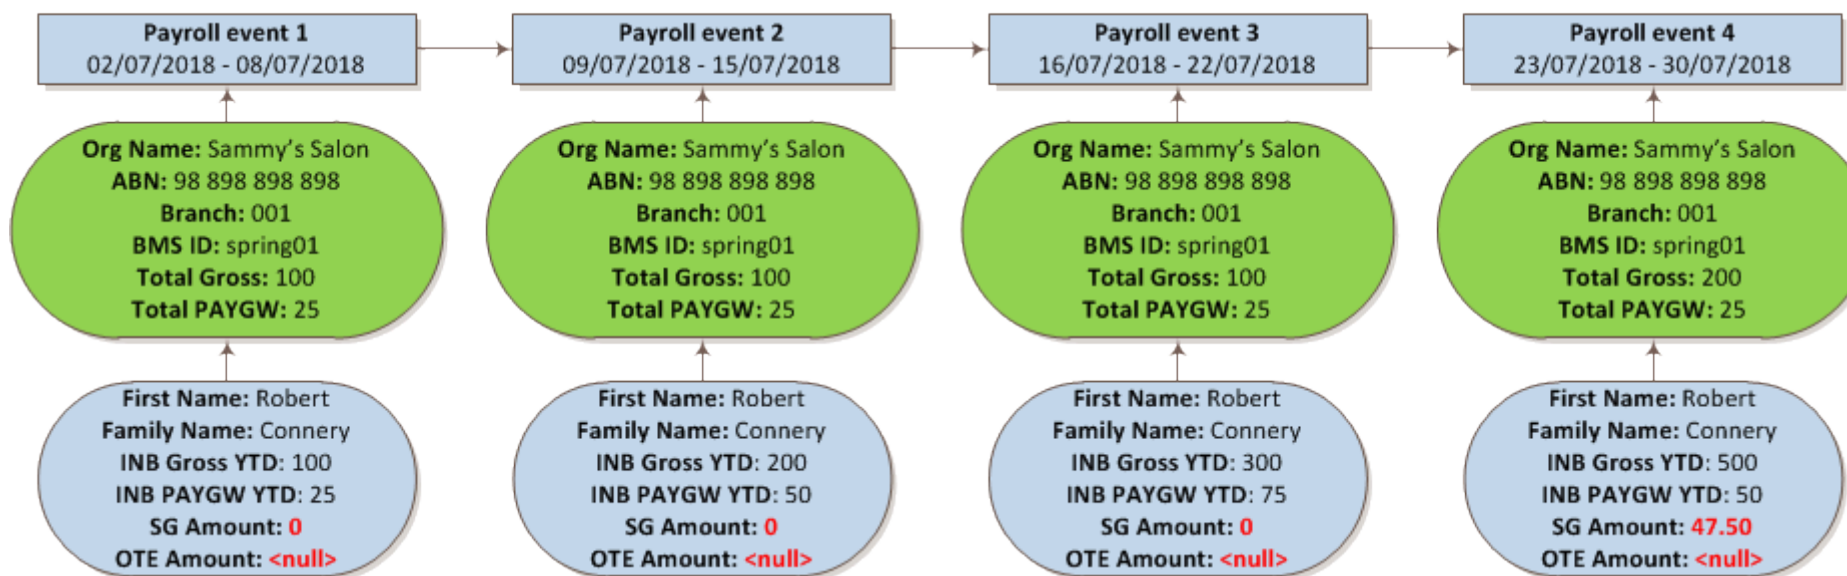 Payroll event 1
02/07/2018 - 08/07/2018
Payroll event 2
09/07/2018 - 15/07/2018
Payroll event 3
16/07/2018 - 22/07/2018
Payroll event 4
23/07/2018 - 30/07/2018
Org Name: Sammy's Salon
ABN: 98 898 898 898
Branch: 001
BMS ID: spring01
Total Gross: 100
Total PAYGW: 25
Org Name: Sammy's Salon
ABN: 98 898 898 898
Branch: 001
BMS ID: spring01
Total Gross: 100
Total PAYGW: 25
Org Name: Sammy's Salon
ABN: 98 898 898 898
Branch: 001
BMS ID: spring01
Total Gross: 100
Total PAYGW: 25
Org Name: Sammy's Salon
ABN: 98 898 898 898
Branch: 001
BMS ID: spring01
Total Gross: 200
Total PAYGW: 25
First Name: Robert
Family Name: Connery
INB Gross YTD: 100
INB PAYGW YTD: 25
SG Amount: 0
OTE Amount: <null>
First Name: Robert
Family Name: Connery
INB Gross YTD: 200
INB PAYGW YTD: 50
SG Amount: 0
OTE Amount: <null>
First Name: Robert
Family Name: Connery
INB Gross YTD: 300
INB PAYGW YTD: 75
SG Amount: 0
OTE Amount: <null>
First Name: Robert
Family Name: Connery
INB Gross YTD: 500
INB PAYGW YTD: 50
SG Amount: 47.50
OTE Amount: <null>